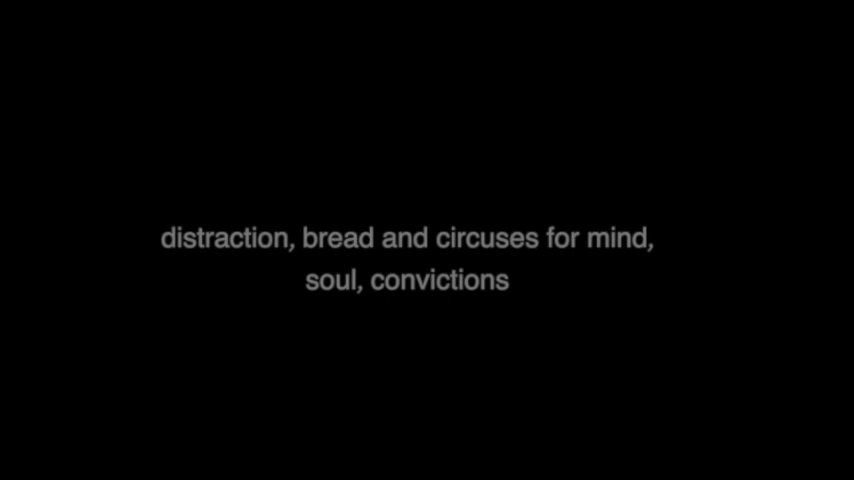 distraction, bread and circuses for mind,
soul, convictions